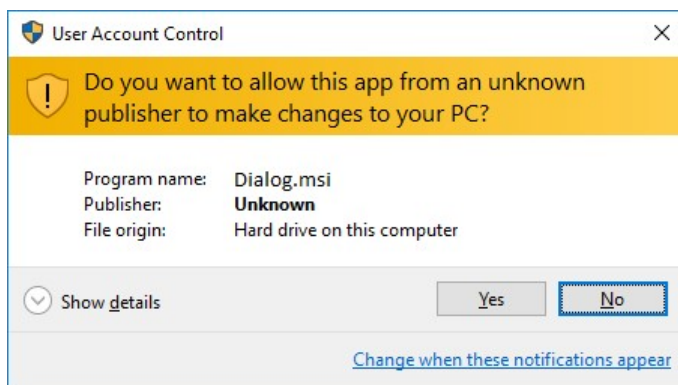 User Account Control
Do you want to allow this app from an unknown
publisher to make changes to your PC?
Program name: Dialog.msi
Publisher: Unknown
File origin: Hard drive on this computer
Show details Yes No
Change when these notifications appear